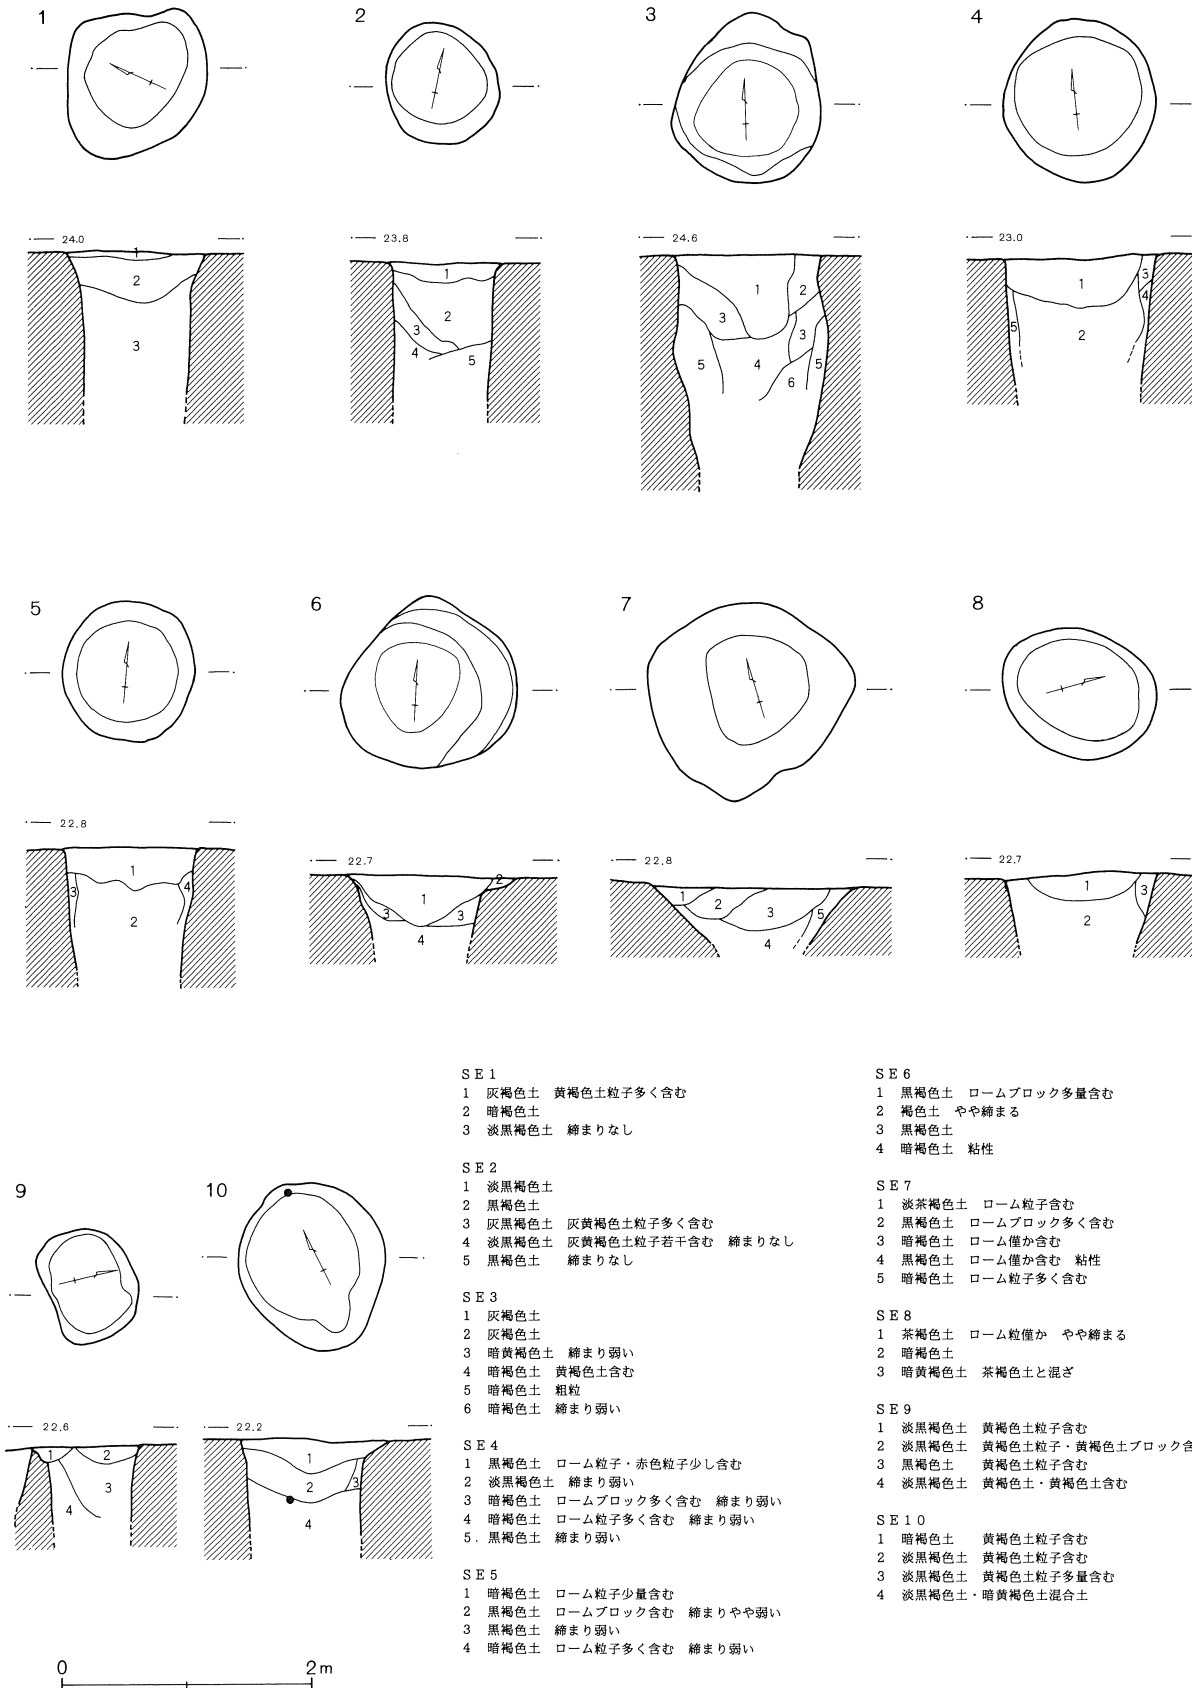 1
2
3
4
24.0
1
2
3
23.8
1
2
3
4
5
24.6
1
2
3
3
4
5
5
6
23.0
1
2
3
4
5
5
6
7
8
22.8
1
2
3
4
22.7
1
2
3
3
4
22.8
1
2
3
4
5
22.7
1
2
3
9
10
22.6
1
2
3
4
22.2
1
2
3
4
SE1
1 灰褐色土 黄褐色土粒子多く含む
2 暗褐色土
3 淡黒褐色土 締まりなし
SE2
1 淡黒褐色土
2 黒褐色土
3 灰黒褐色土 灰黄褐色土粒子多く含む
4 淡黒褐色土 灰黄褐色土粒子若干含む 締まりなし
5 黒褐色土 締まりなし
SE3
1 灰褐色土
2 灰褐色土
3 暗黄褐色土 締まり弱い
4 暗褐色土 黄褐色土含む
5 暗褐色土 粗粒
6 暗褐色土 締まり弱い
SE4
1 黒褐色土 ローム粒子・赤色粒子少し含む
2 淡黒褐色土 締まり弱い
3 暗褐色土 ロームブロック多く含む 締まり弱い
4 暗褐色土 ローム粒子多く含む 締まり弱い
5. 黒褐色土 締まり弱い
SE5
1 暗褐色土 ローム粒子少量含む
2 黒褐色土 ロームブロック含む 締まりやや弱い
3 黒褐色土 締まり弱い
4 暗褐色土 ローム粒子多く含む 締まり弱い
SE6
1 黒褐色土 ロームブロック多量含む
2 褐色土 やや締まる
3 黒褐色土
4 暗褐色土 粘性
SE7
1 淡茶褐色土 ローム粒子含む
2 黒褐色土 ロームブロック多く含む
3 暗褐色土 ローム僅か含む
4 黒褐色土 ローム僅か含む 粘性
5 暗褐色土 ローム粒子多く含む
SE8
1 茶褐色土 ローム粒僅か やや締まる
2 暗褐色土
3 暗黄褐色土 茶褐色土と混ざ
SE9
1 淡黒褐色土 黄褐色土粒子含む
2 淡黒褐色土 黄褐色土粒子・黄褐色土ブロック含
3 黒褐色土 黄褐色土粒子含む
4 淡黒褐色土 黄褐色土・黄褐色土含む
SE10
1 暗褐色土 黄褐色土粒子含む
2 淡黒褐色土 黄褐色土粒子含む
3 淡黒褐色土 黄褐色土粒子多量含む
4 淡黒褐色土・暗黄褐色土混合土
0 2m